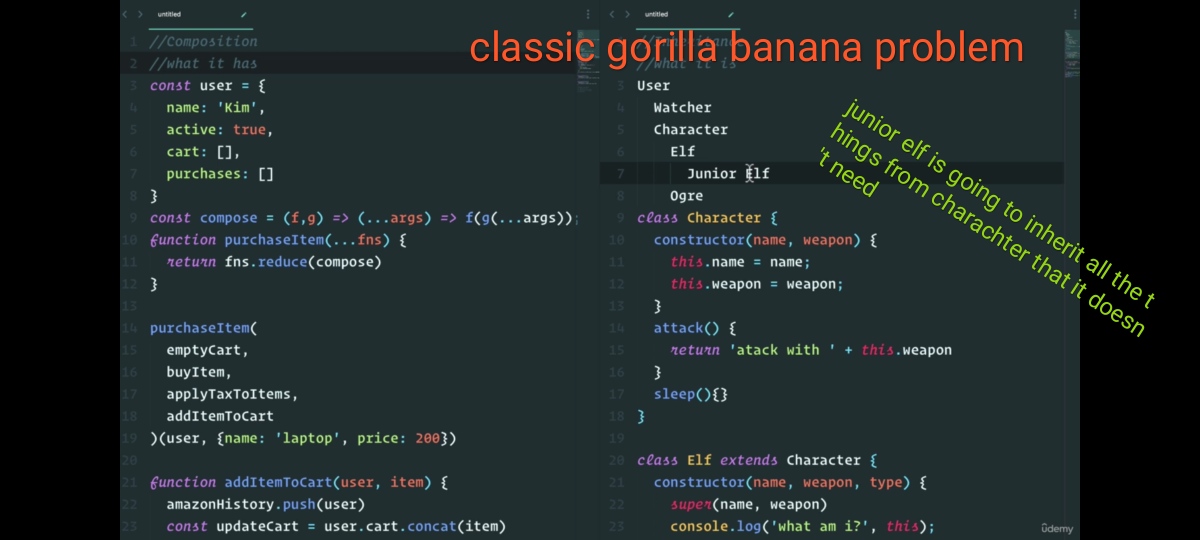 untitled
untitled
classic gorilla banana problem
1 //Composition
2 //what it has
3 const user = {
4 name: 'Kim',
5 active: true,
6 cart: [],
7 purchases: []
8 }
9 const compose = (f,g) => (...args) => f(g(...args));
10 function purchaseItem(...fns) {
11 return fns.reduce(compose)
12 }
13
14 purchaseItem(
15 emptyCart,
16 buyItem,
17 applyTaxToItems,
18 addItemToCart
19 )(user, {name: 'laptop', price: 200})
20
21 function addItemToCart(user, item) {
22 amazonHistory.push(user)
23 const updateCart = user.cart.concat(item)
//Inheritance
//what it is
3 User
4 Watcher
5 Character
6 Elf
7 Junior Elf
8 Ogre
9 class Character {
10 constructor(name, weapon) {
11 this.name = name;
12 this.weapon = weapon;
13 }
14 attack() {
15 return 'atack with ' + this.weapon
16 }
17 sleep(){}
18 }
19
20 class Elf extends Character {
21 constructor(name, weapon, type) {
22 super(name, weapon)
23 console.log('what am i?', this);
junior elf is going to inherit all the t
hings from charachter that it doesn
't need
udemy